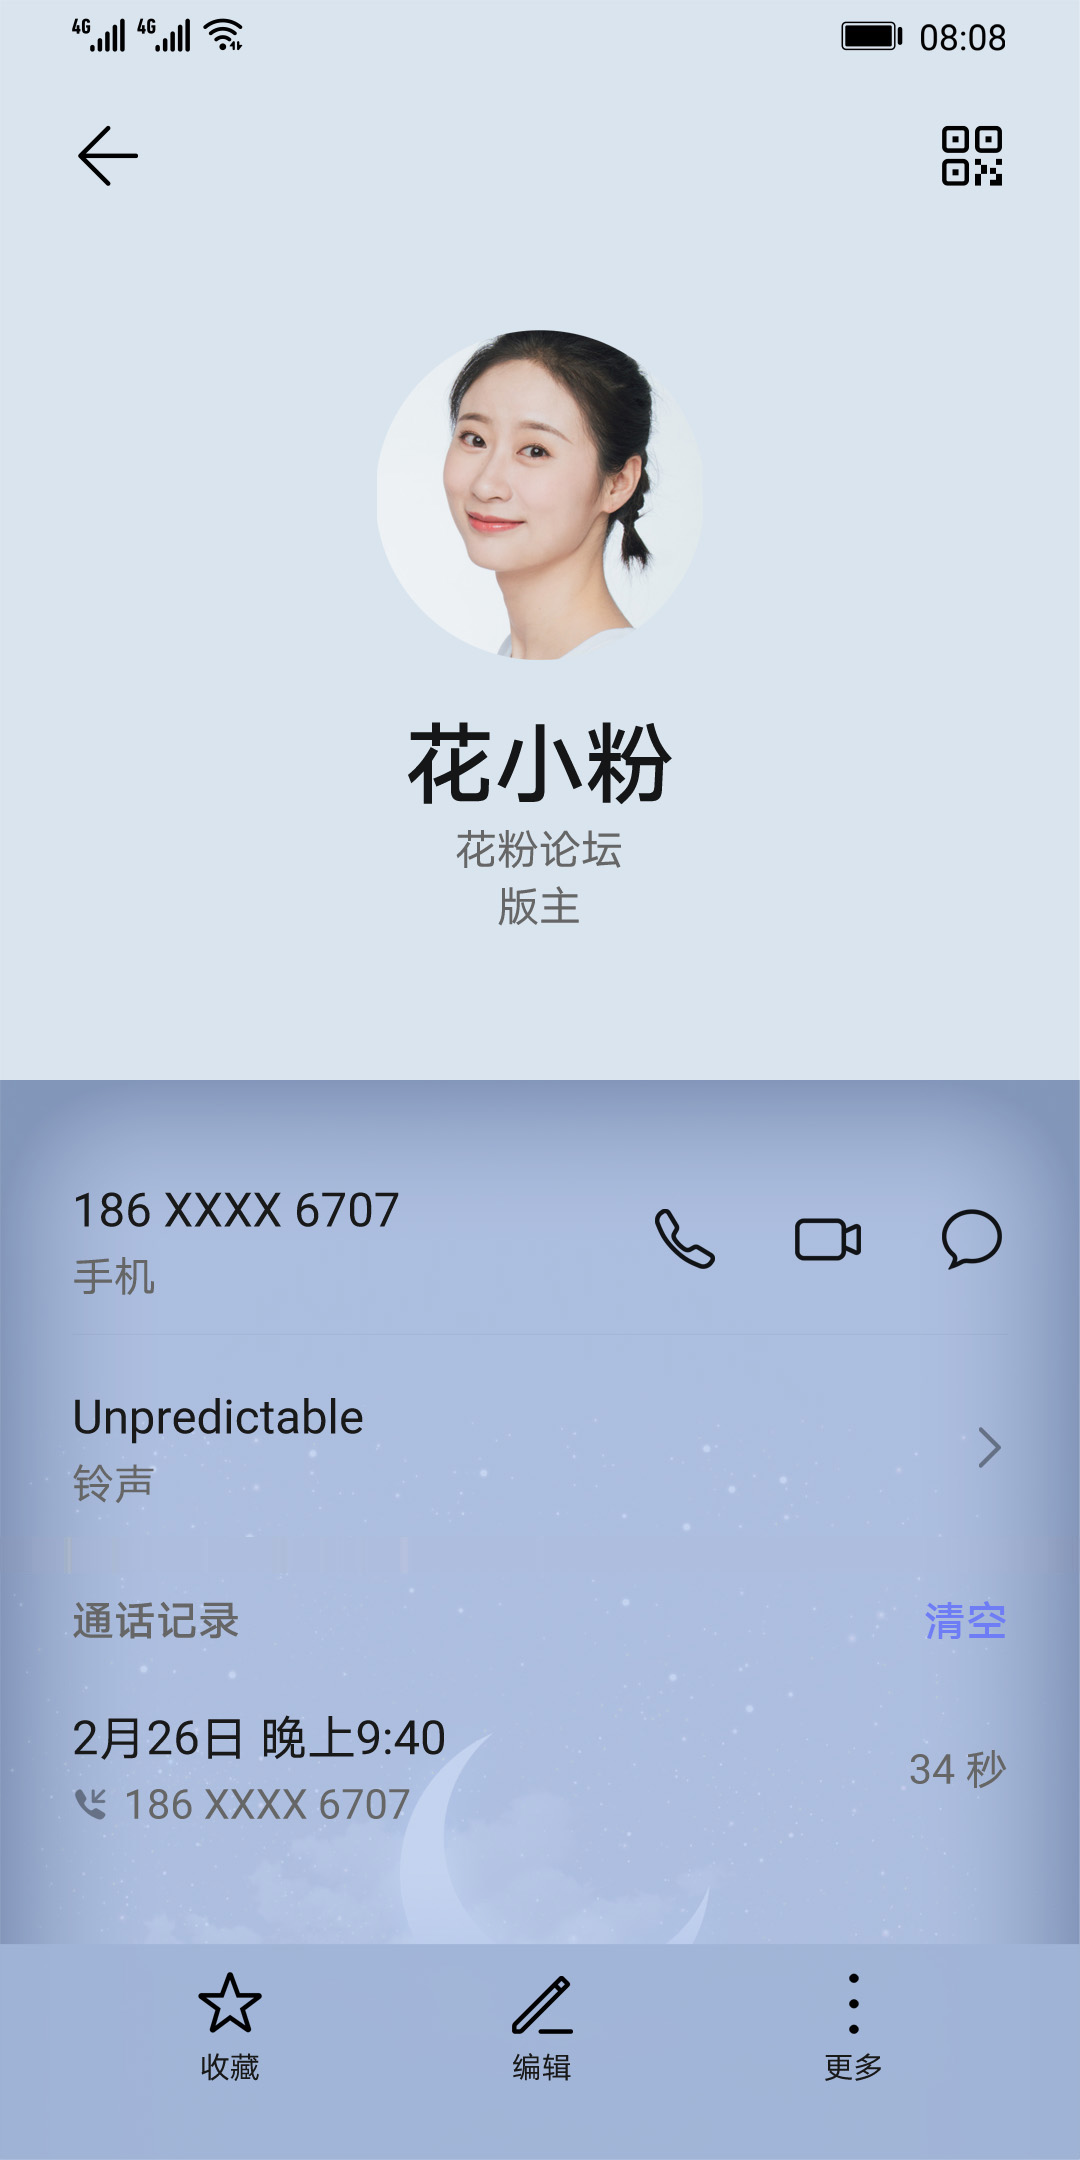 4G 4G 08:08
花小粉
花粉论坛
版主
186 XXXX 6707
手机
Unpredictable
铃声
通话记录 清空
2月26日 晚上9:40
34 秒
186 XXXX 6707
收藏 编辑 更多